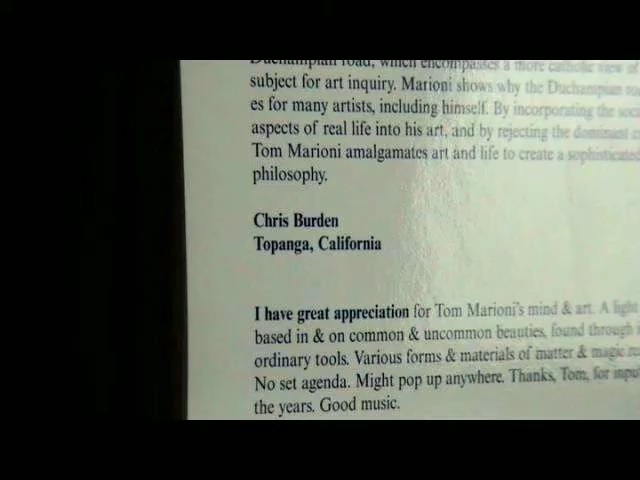 Duchampian road, which encompasses a more catholic view of
subject for art inquiry. Marioni shows why the Duchampian
es for many artists, including himself. By incorporating the
aspects of real life into his art, and by rejecting the dominant
Tom Marioni amalgamates art and life to create a sophisticated
philosophy.
Chris Burden
Topanga, California
I have great appreciation for Tom Marioni's mind & art. A light
based in & on common & uncommon beauties, found through
ordinary tools. Various forms & materials of matter & magic
No set agenda. Might pop up anywhere. Thanks, Tom, for input
the years. Good music.